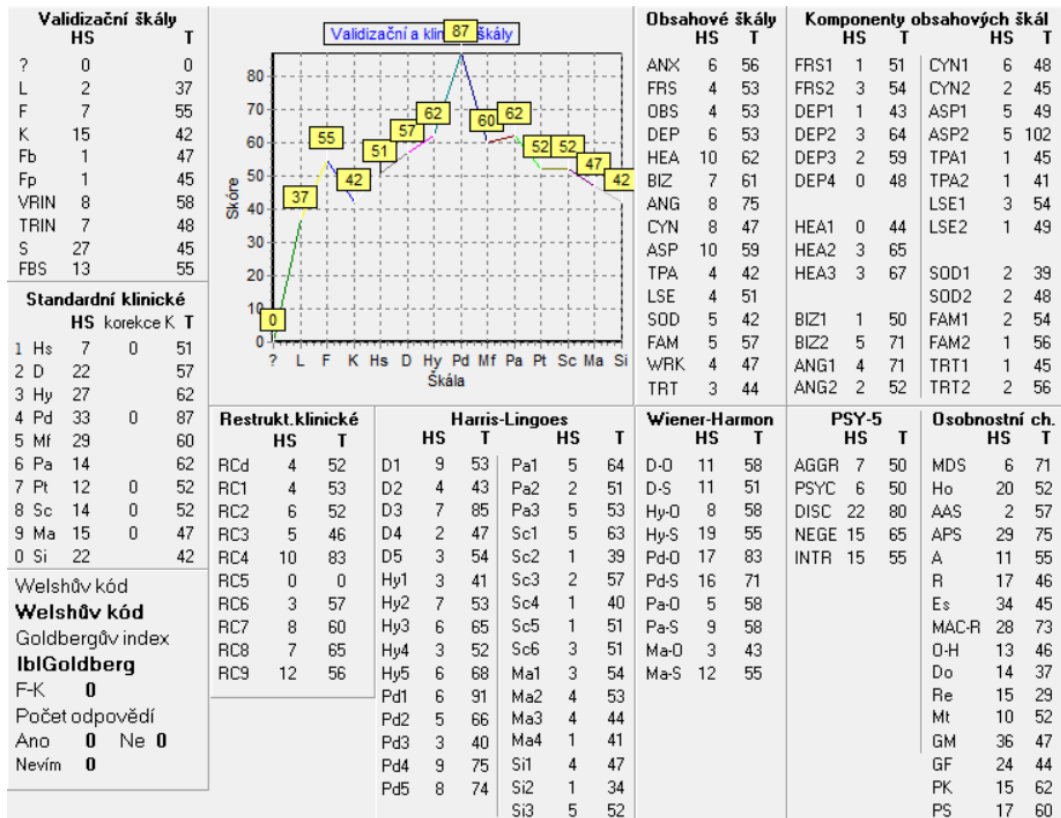 Validizační škály
HS T
? 0 0
L 2 37
F 7 55
K 15 42
Fb 1 47
Fp 1 45
VRIN 8 58
TRIN 7 48
S 27 45
FBS 13 55
Standardní klinické
HS korekce K T
1 Hs 7 0 51
2 D 22 57
3 Hy 27 62
4 Pd 33 0 87
5 Mf 29 60
6 Pa 14 62
7 Pt 12 0 52
8 Sc 14 0 52
9 Ma 15 0 47
0 Si 22 42
Welshův kód
Welshův kód
Goldbergův index
lblGoldberg
F-K 0
Počet odpovědí
Ano 0 Ne 0
Nevím 0
Validizační a klin škály
87
80
70
60
50
40
30
20
10
0
Skóre
0 37 55 42 51 57 62 60 62 52 52 47 42
? L F K Hs D Hy Pd Mf Pa Pt Sc Ma Si
Škála
Obsahové škály
HS T
ANX 6 56
FRS 4 53
OBS 4 53
DEP 6 53
HEA 10 62
BIZ 7 61
ANG 8 75
CYN 8 47
ASP 10 59
TPA 4 42
LSE 4 51
SOD 5 42
FAM 5 57
WRK 4 47
TRT 3 44
Komponenty obsahových škál
HS T HS T
FRS1 1 51 CYN1 6 48
FRS2 3 54 CYN2 2 45
DEP1 1 43 ASP1 5 49
DEP2 3 64 ASP2 5 102
DEP3 2 59 TPA1 1 45
DEP4 0 48 TPA2 1 41
LSE1 3 54
HEA1 0 44 LSE2 1 49
HEA2 3 65
HEA3 3 67 SOD1 2 39
SOD2 2 48
BIZ1 1 50 FAM1 2 54
BIZ2 5 71 FAM2 1 56
ANG1 4 71 TRT1 1 45
ANG2 2 52 TRT2 2 56
Restrukt.klinické
HS T
RCd 4 52
RC1 4 53
RC2 6 52
RC3 5 46
RC4 10 83
RC5 0 0
RC6 3 57
RC7 8 60
RC8 7 65
RC9 12 56
Harris-Lingoes
HS T HS T
D1 9 53 Pa1 5 64
D2 4 43 Pa2 2 51
D3 7 85 Pa3 5 53
D4 2 47 Sc1 5 63
D5 3 54 Sc2 1 39
Hy1 3 41 Sc3 2 57
Hy2 7 53 Sc4 1 40
Hy3 6 65 Sc5 1 51
Hy4 3 52 Sc6 3 51
Hy5 6 68 Ma1 3 54
Pd1 6 91 Ma2 4 53
Pd2 5 66 Ma3 4 44
Pd3 3 40 Ma4 1 41
Pd4 9 75 Si1 4 47
Pd5 8 74 Si2 1 34
Si3 5 52
Wiener-Harmon
HS T
D-O 11 58
D-S 11 51
Hy-O 8 58
Hy-S 19 55
Pd-O 17 83
Pd-S 16 71
Pa-O 5 58
Pa-S 9 58
Ma-O 3 43
Ma-S 12 55
PSY-5
HS T
AGGR 7 50
PSYC 6 50
DISC 22 80
NEGE 15 65
INTR 15 55
Osobnostní ch.
HS T
MDS 6 71
Ho 20 52
AAS 2 57
APS 29 75
A 11 55
R 17 46
Es 34 45
MAC-R 28 73
O-H 13 46
Do 14 37
Re 15 29
Mt 10 52
GM 36 47
GF 24 44
PK 15 62
PS 17 60